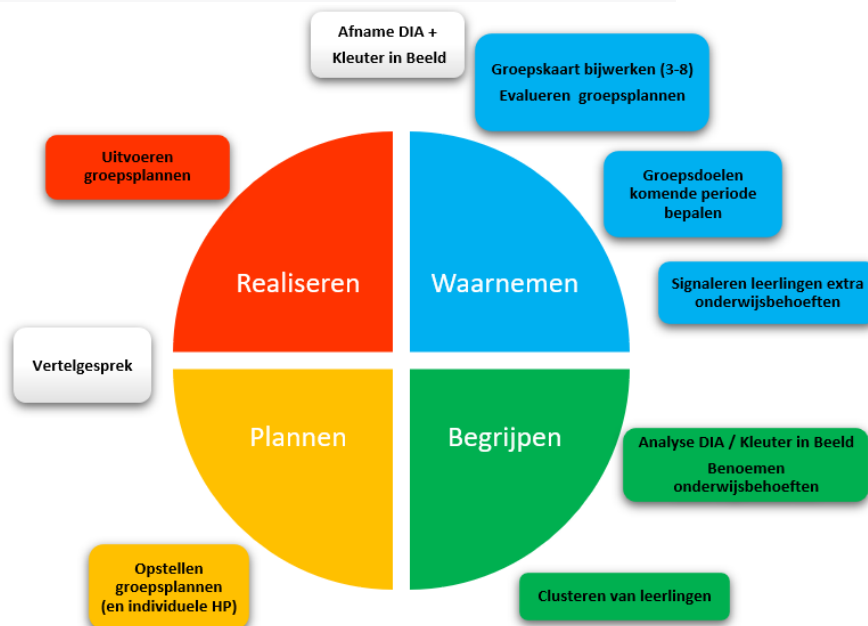 Afname DIA +
Kleuter in Beeld
Groepskaart bijwerken (3-8)
Evalueren groepsplannen
Uitvoeren
groepsplannen
Groepsdoelen
komende periode
bepalen
Realiseren
Waarnemen
Signaleren leerlingen extra
onderwijsbehoeften
Vertelgesprek
Plannen
Begrijpen
Analyse DIA / Kleuter in Beeld
Benoemen
onderwijsbehoeften
Opstellen
groepsplannen
(en individuele HP)
Clusteren van leerlingen